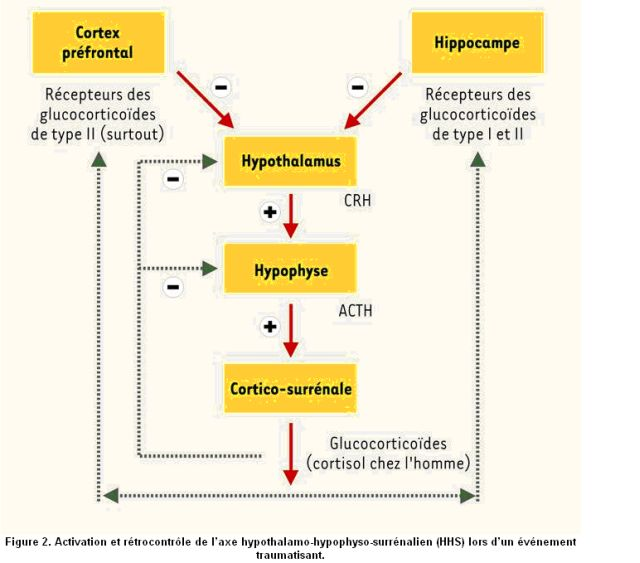 Cortex
préfrontal
Hippocampe
Récepteurs des
glucocorticoïdes
de type II (surtout)
Récepteurs des
glucocorticoïdes
de type I et II
Hypothalamus
CRH
Hypophyse
ACTH
Cortico-surrénale
Glucocorticoïdes
(cortisol chez l'homme)
Figure 2. Activation et rétrocontrôle de l'axe hypothalamo-hypophyso-surrénalien (HHS) lors d'un événement
traumatisant.